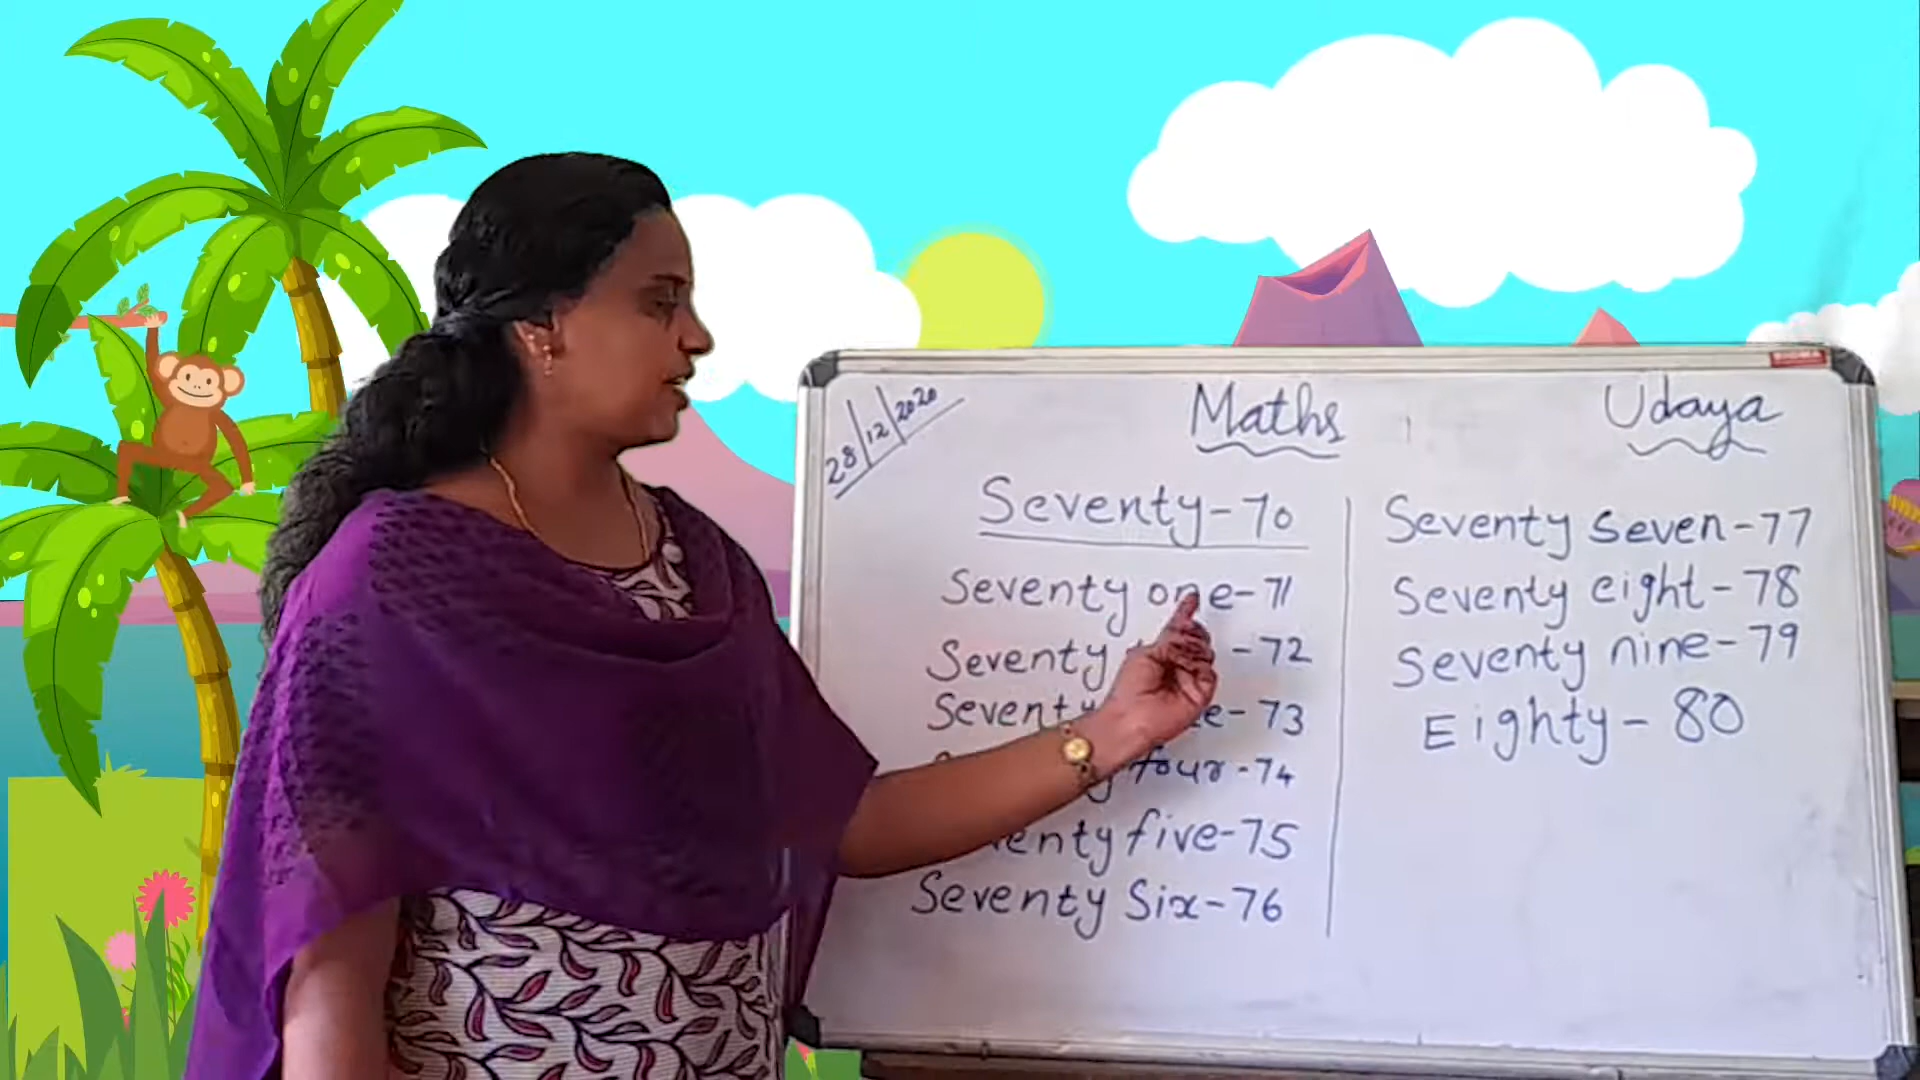 28/12/2020
Maths
Udaya
Seventy-70
Seventy one-71
Seventy -72
-73
four-74
five-75
Seventy Six-76
Seventy seven-77
Seventy eight-78
Seventy nine-79
Eighty-80